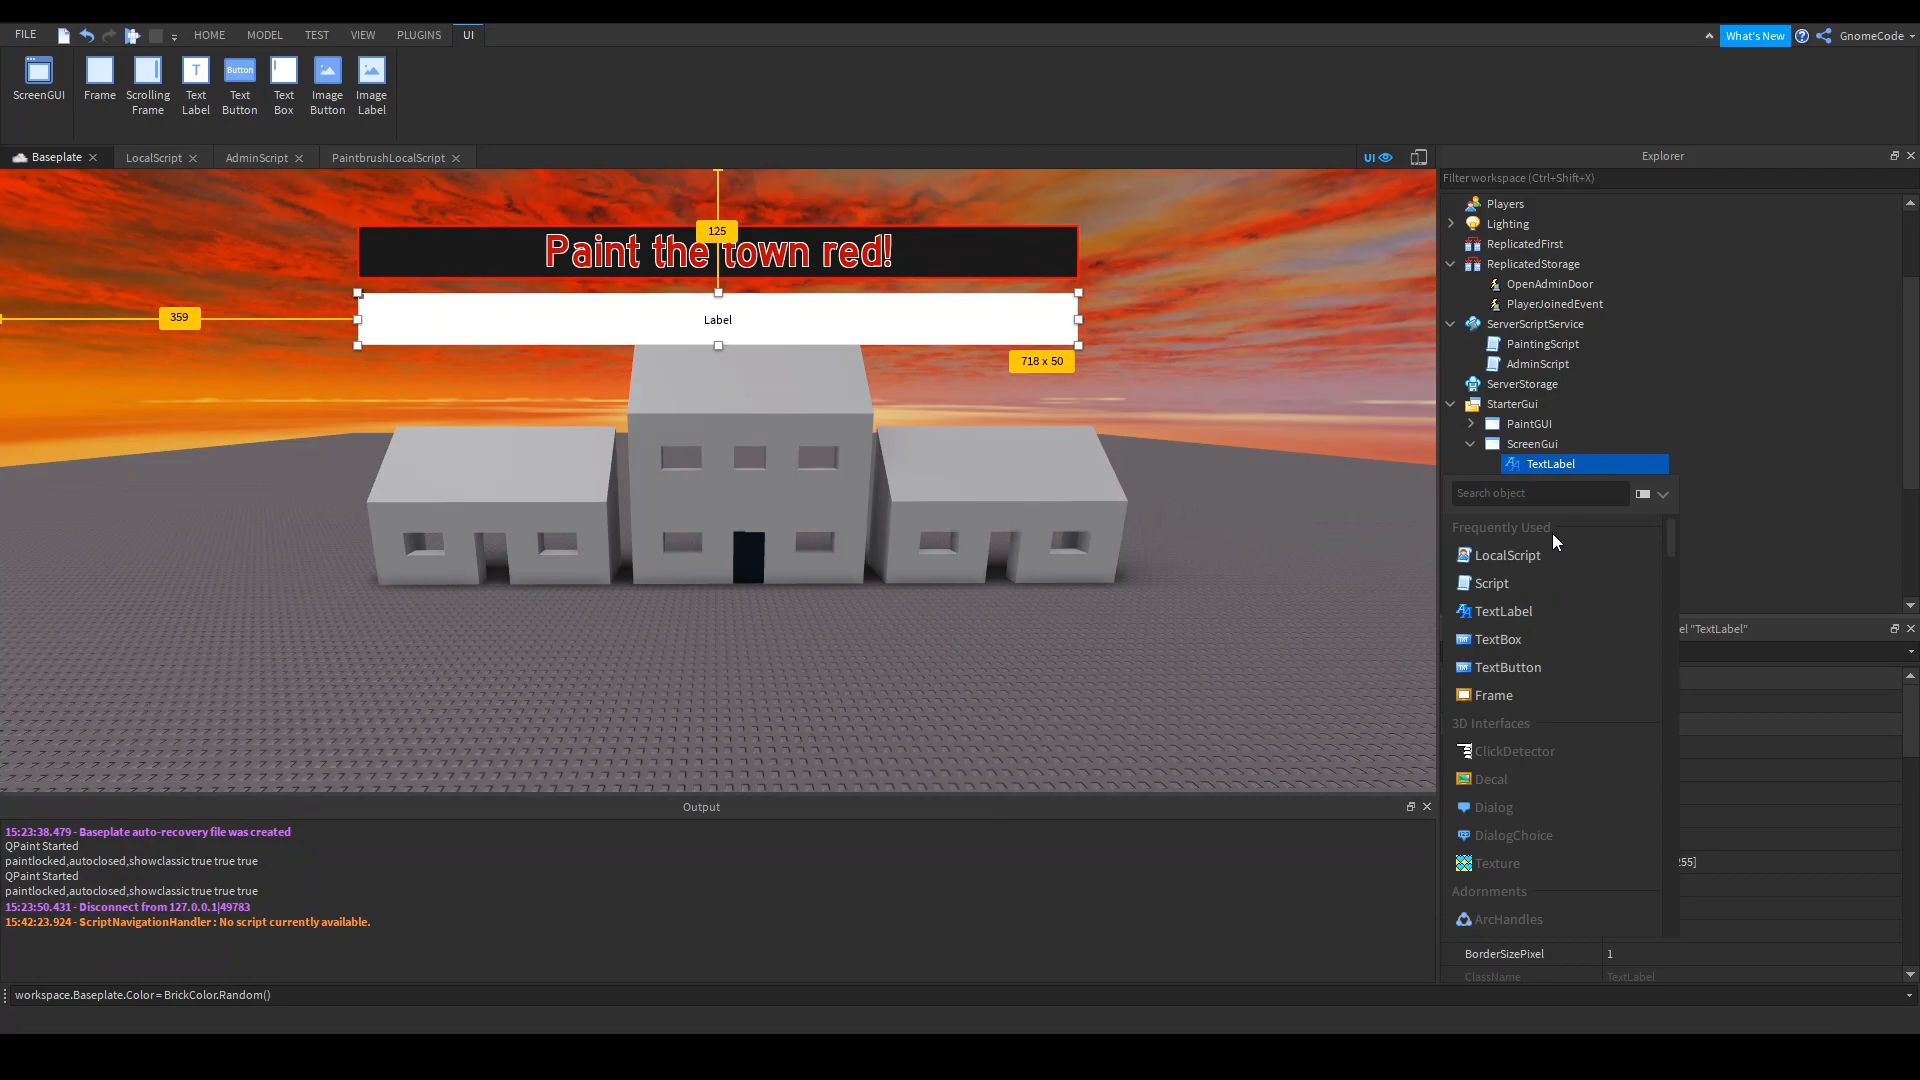 FILE
HOME
MODEL
TEST
VIEW
PLUGINS
UI
What's New
GnomeCode
ScreenGUI
Frame
Scrolling Frame
Text Label
Button
Text Button
Text Box
Image Button
Image Label
Baseplate
LocalScript
AdminScript
PaintbrushLocalScript
UI
Explorer
Filter workspace (Ctrl+Shift+X)
Players
Lighting
ReplicatedFirst
ReplicatedStorage
OpenAdminDoor
PlayerJoinedEvent
ServerScriptService
PaintingScript
AdminScript
ServerStorage
StarterGui
PaintGUI
ScreenGui
TextLabel
Search object
Frequently Used
LocalScript
Script
TextLabel
TextBox
TextButton
Frame
3D Interfaces
ClickDetector
Decal
Dialog
DialogChoice
Texture
Adornments
ArcHandles
el "TextLabel"
255]
BorderSizePixel 1
ClassName TextLabel
125
Paint the town red!
359
Label
718 x 50
Output
15:23:38.479 - Baseplate auto-recovery file was created
QPaint Started
paintlocked,autoclosed,showclassic true true true
QPaint Started
paintlocked,autoclosed,showclassic true true true
15:23:50.431 - Disconnect from 127.0.0.1|49783
15:42:23.924 - ScriptNavigationHandler : No script currently available.
workspace.Baseplate.Color = BrickColor.Random()